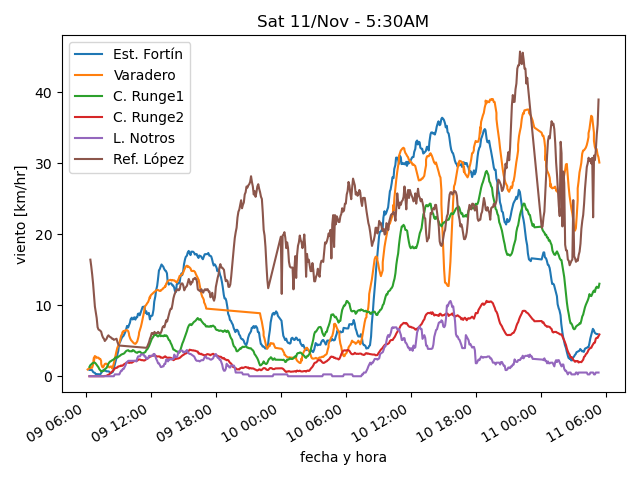 Sat 11/Nov - 5:30AM
Est. Fortín
Varadero
C. Runge1
C. Runge2
L. Notros
Ref. López
viento [km/hr]
40
30
20
10
0
09 06:00
09 12:00
09 18:00
10 00:00
10 06:00
10 12:00
10 18:00
11 00:00
11 06:00
fecha y hora